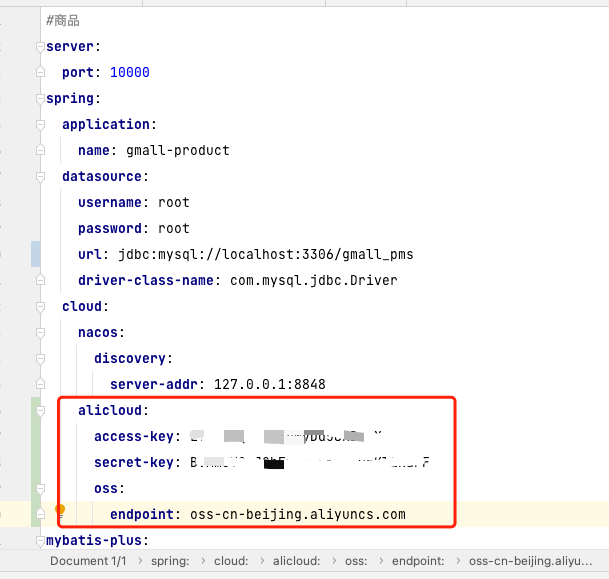 #商品
server:
port: 10000
spring:
application:
name: gmall-product
datasource:
username: root
password: root
url: jdbc:mysql://localhost:3306/gmall_pms
driver-class-name: com.mysql.jdbc.Driver
cloud:
nacos:
discovery:
server-addr: 127.0.0.1:8848
alicloud:
access-key:
secret-key:
oss:
endpoint: oss-cn-beijing.aliyuncs.com
mybatis-plus:
Document 1/1 › spring: › cloud: › alicloud: › oss: › endpoint: › oss-cn-beijing.aliyu...